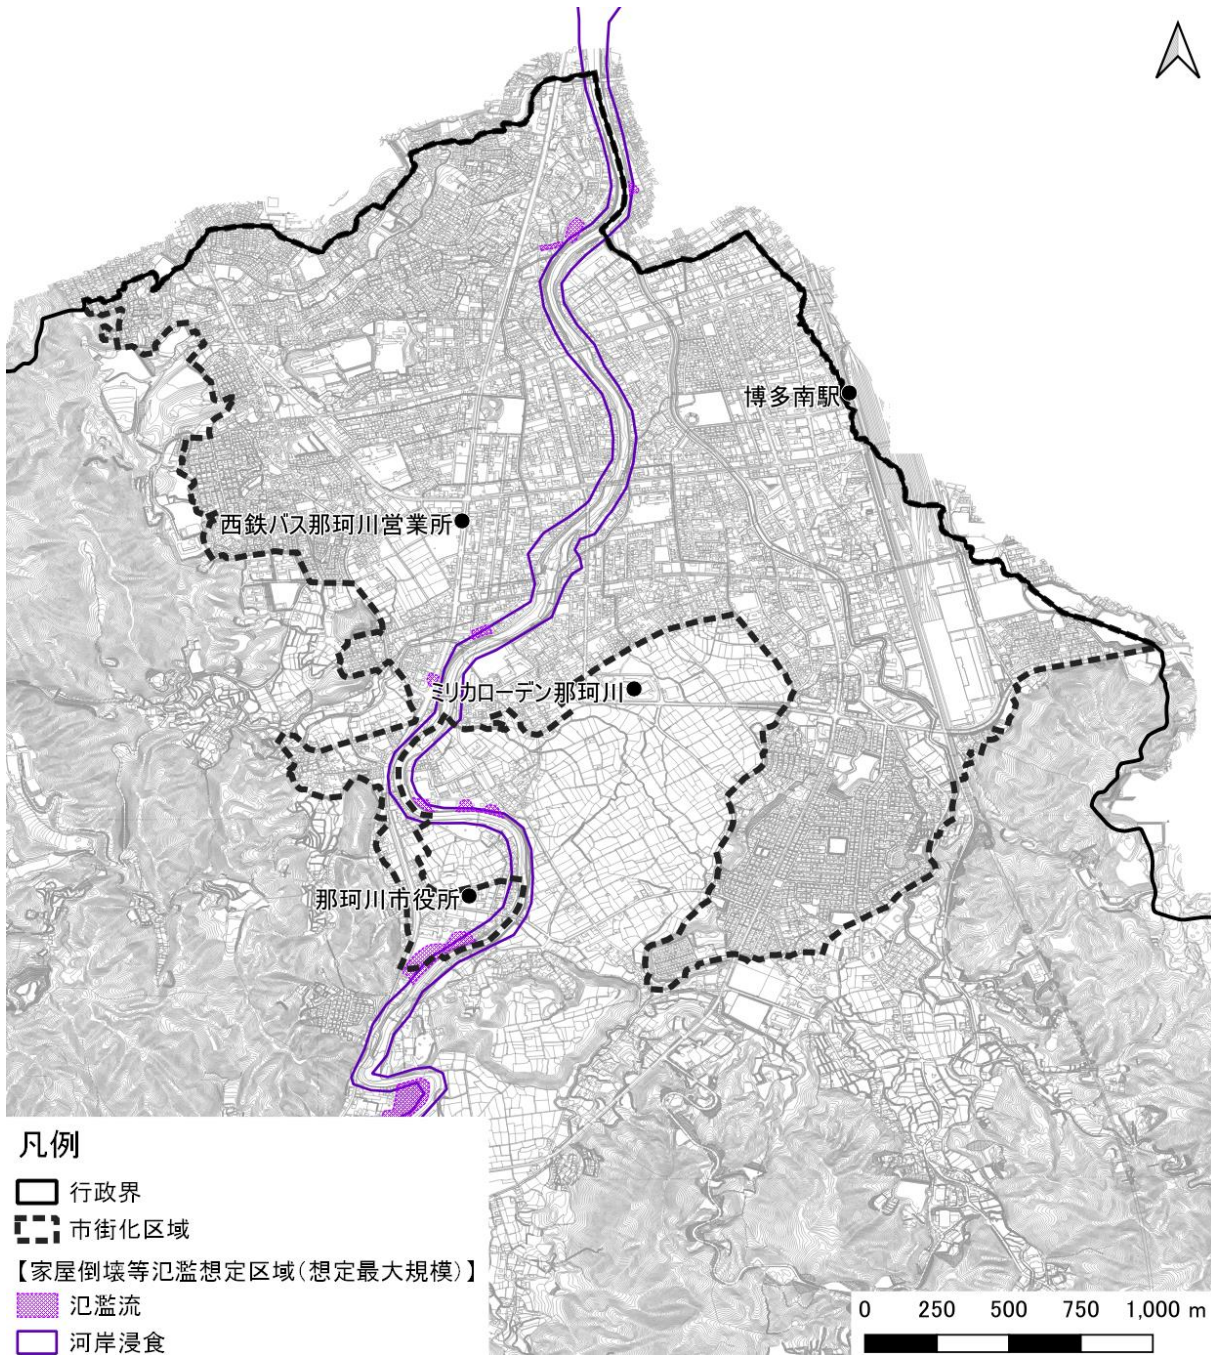 博多南駅
西鉄バス那珂川営業所
ミリカローデン那珂川
那珂川市役所
凡例
行政界
市街化区域
【家屋倒壊等氾濫想定区域(想定最大規模)】
氾濫流
河岸浸食
0 250 500 750 1,000 m